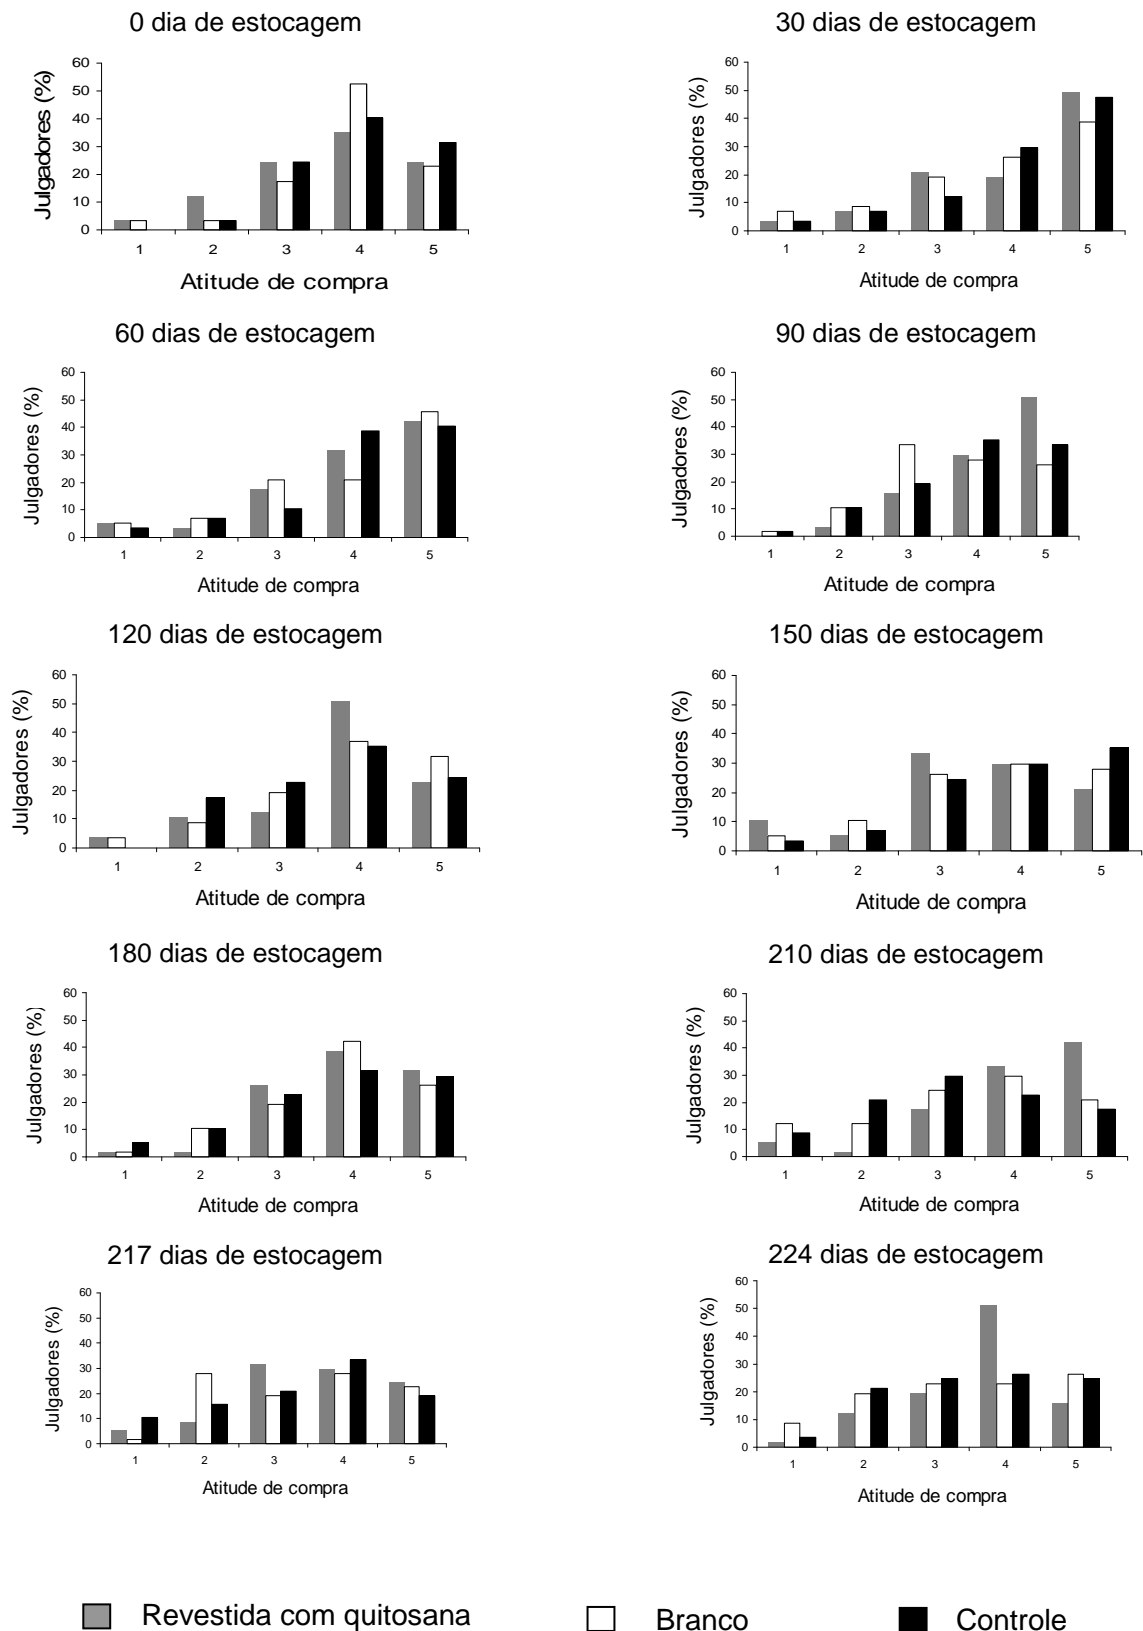 0 dia de estocagem
30 dias de estocagem
60
50
40
30
20
10
0
Julgadores (%)
1 2 3 4 5
Atitude de compra
60
50
40
30
20
10
0
Julgadores (%)
1 2 3 4 5
Atitude de compra
60 dias de estocagem
90 dias de estocagem
60
50
40
30
20
10
0
Julgadores (%)
1 2 3 4 5
Atitude de compra
60
50
40
30
20
10
0
Julgadores (%)
1 2 3 4 5
Atitude de compra
120 dias de estocagem
150 dias de estocagem
60
50
40
30
20
10
0
Julgadores (%)
1 2 3 4 5
Atitude de compra
60
50
40
30
20
10
0
Julgadores (%)
1 2 3 4 5
Atitude de compra
180 dias de estocagem
210 dias de estocagem
60
50
40
30
20
10
0
Julgadores (%)
1 2 3 4 5
Atitude de compra
60
50
40
30
20
10
0
Julgadores (%)
1 2 3 4 5
Atitude de compra
217 dias de estocagem
224 dias de estocagem
60
50
40
30
20
10
0
Julgadores (%)
1 2 3 4 5
Atitude de compra
60
50
40
30
20
10
0
Julgadores (%)
1 2 3 4 5
Atitude de compra
Revestida com quitosana Branco Controle